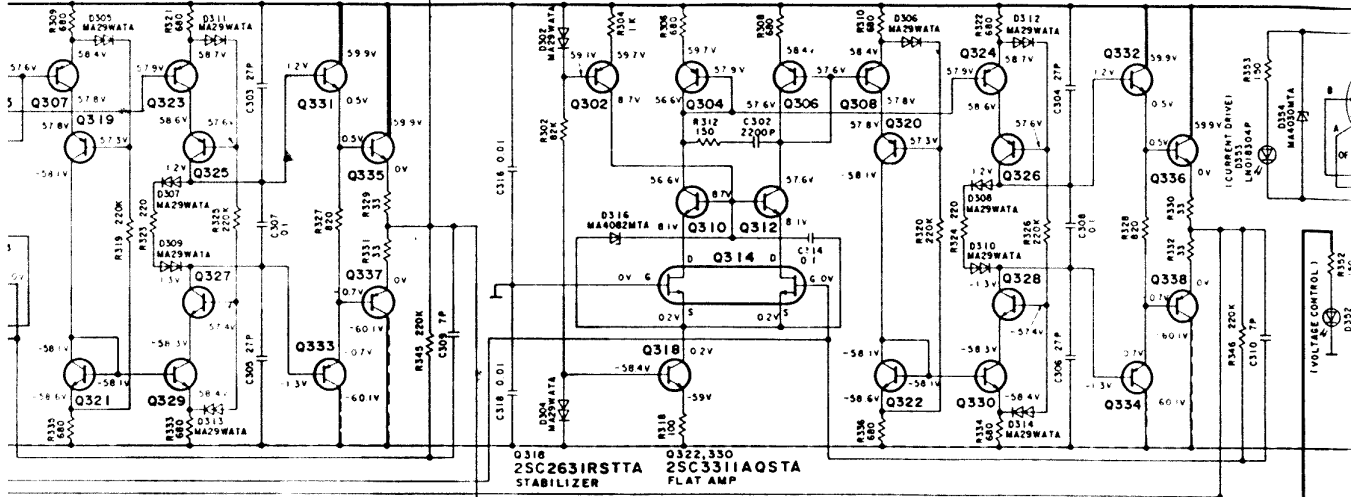 R309 680
D305 MA29WATA
R321 680
D311 MA29WATA
59.9V
58.4V
58.7V
57.6V
57.9V
1.2V
Q307
Q319
57.8V
57.8V
57.3V
Q323
58.6V
57.6V
C303 27P
Q331
0.5V
59.9V
0.5V
Q325
Q335
0V
-58.1V
1.2V
D307 MA29WATA
R319 220K
R323 220
R325 220K
C307 0.1
R327 820
R329 33
R331 33
D309 MA29WATA
-1.3V
Q327
Q337
0V
-0.7V
-60.1V
-57.4V
-58.1V
-58.3V
Q333
-0.7V
C305 27P
-58.1V
-1.3V
-60.1V
-58.6V
Q321
Q329
-58.4V
R335 680
R333 680
D313 MA29WATA
R345 220K
C309 7P
D302 MA29WATA
R304 1K
R306 680
R308 680
59.1V
59.7V
59.7V
58.4V
57.9V
57.6V
Q302
8.7V
Q304
56.6V
Q306
57.6V
R302 82K
R312 150
C302 2200P
C316 0.01
56.6V
57.6V
8.7V
D316 MA4082MTA
Q310
Q312
8.1V
8.1V
C314 0.1
D
Q314
D
0V
G
G
0V
S
S
0.2V
0.2V
Q318
0.2V
-58.4V
-59V
C318 0.01
D304 MA29WATA
R318 100
Q318 2SC2631RSTTA STABILIZER
Q322,330 2SC3311AQSTA FLAT AMP
R310 680
D306 MA29WATA
R322 680
D312 MA29WATA
58.4V
58.7V
59.9V
Q308
57.9V
Q324
C304 27P
1.2V
Q332
57.8V
Q320
58.6V
57.8V
57.3V
57.6V
0.5V
0.5V
59.9V
-58.1V
1.2V
Q326
Q336
0V
D308 MA29WATA
R320 220K
R324 220
R326 220K
C308 0.1
R328 820
R330 33
R332 33
D310 MA29WATA
-1.3V
Q328
Q338
0V
0.7V
60.1V
-57.4V
-58.1V
-58.3V
0.7V
C306 27P
-58.1V
-1.3V
-58.6V
Q322
Q330
-58.4V
Q334
60.1V
R336 680
R334 680
D314 MA29WATA
R346 220K
C310 7P
R353 150
(CURRENT DRIVE)
D353 LN018304P
D354 MA4030MTA
B
A
OF
(VOLTAGE CONTROL)
R352
D352